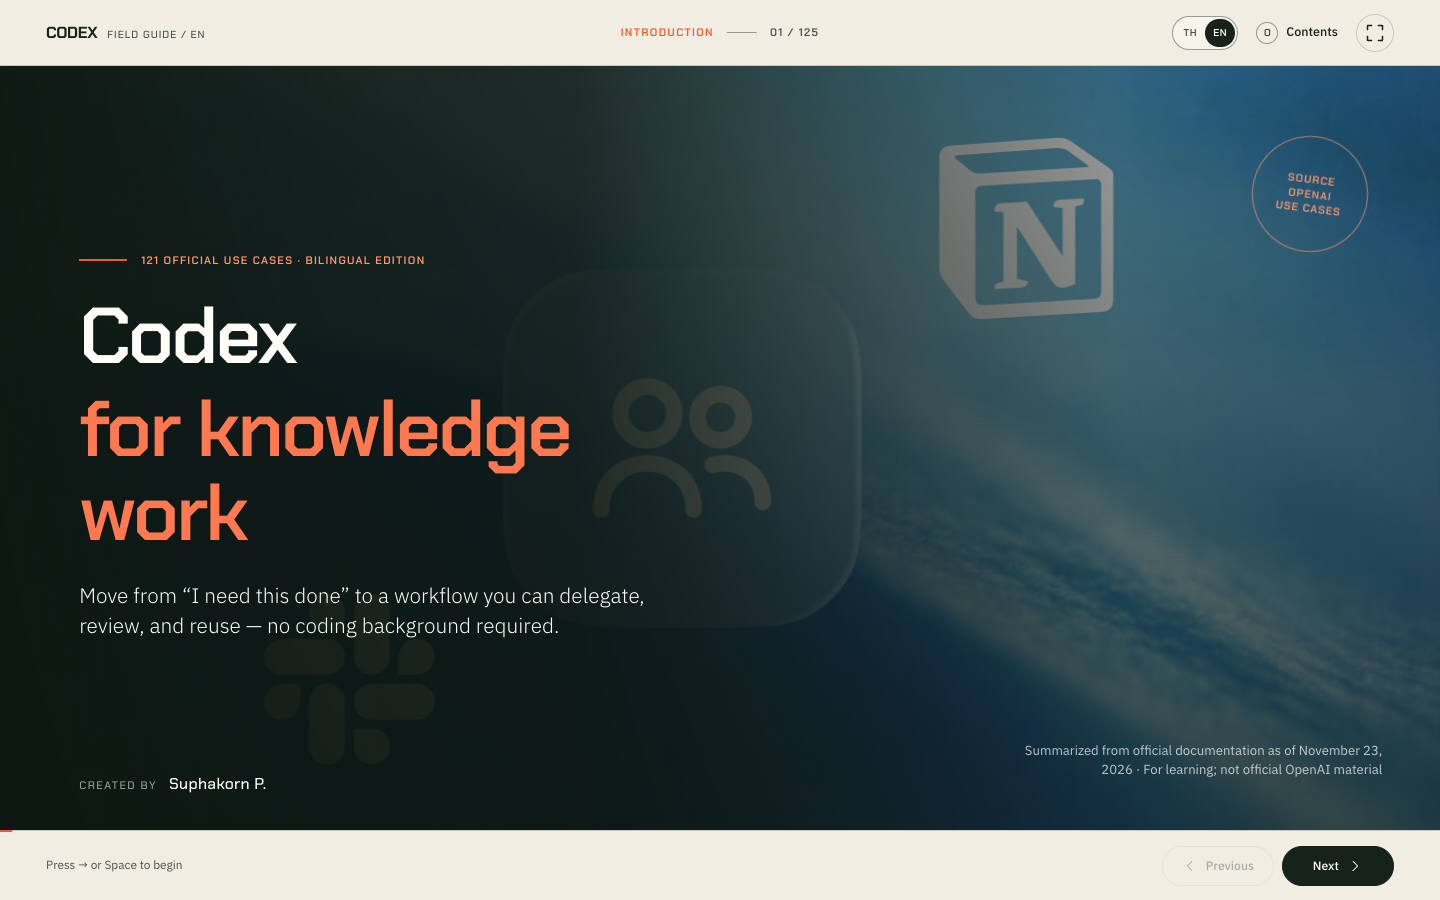 CODEX FIELD GUIDE / EN
INTRODUCTION 01 / 125
TH EN
O Contents
SOURCE
OPENAI
USE CASES
N
121 OFFICIAL USE CASES · BILINGUAL EDITION
Codex
for knowledge
work
Move from “I need this done” to a workflow you can delegate,
review, and reuse — no coding background required.
CREATED BY Suphakorn P.
Summarized from official documentation as of November 23,
2026 · For learning; not official OpenAI material
Press → or Space to begin
Previous
Next